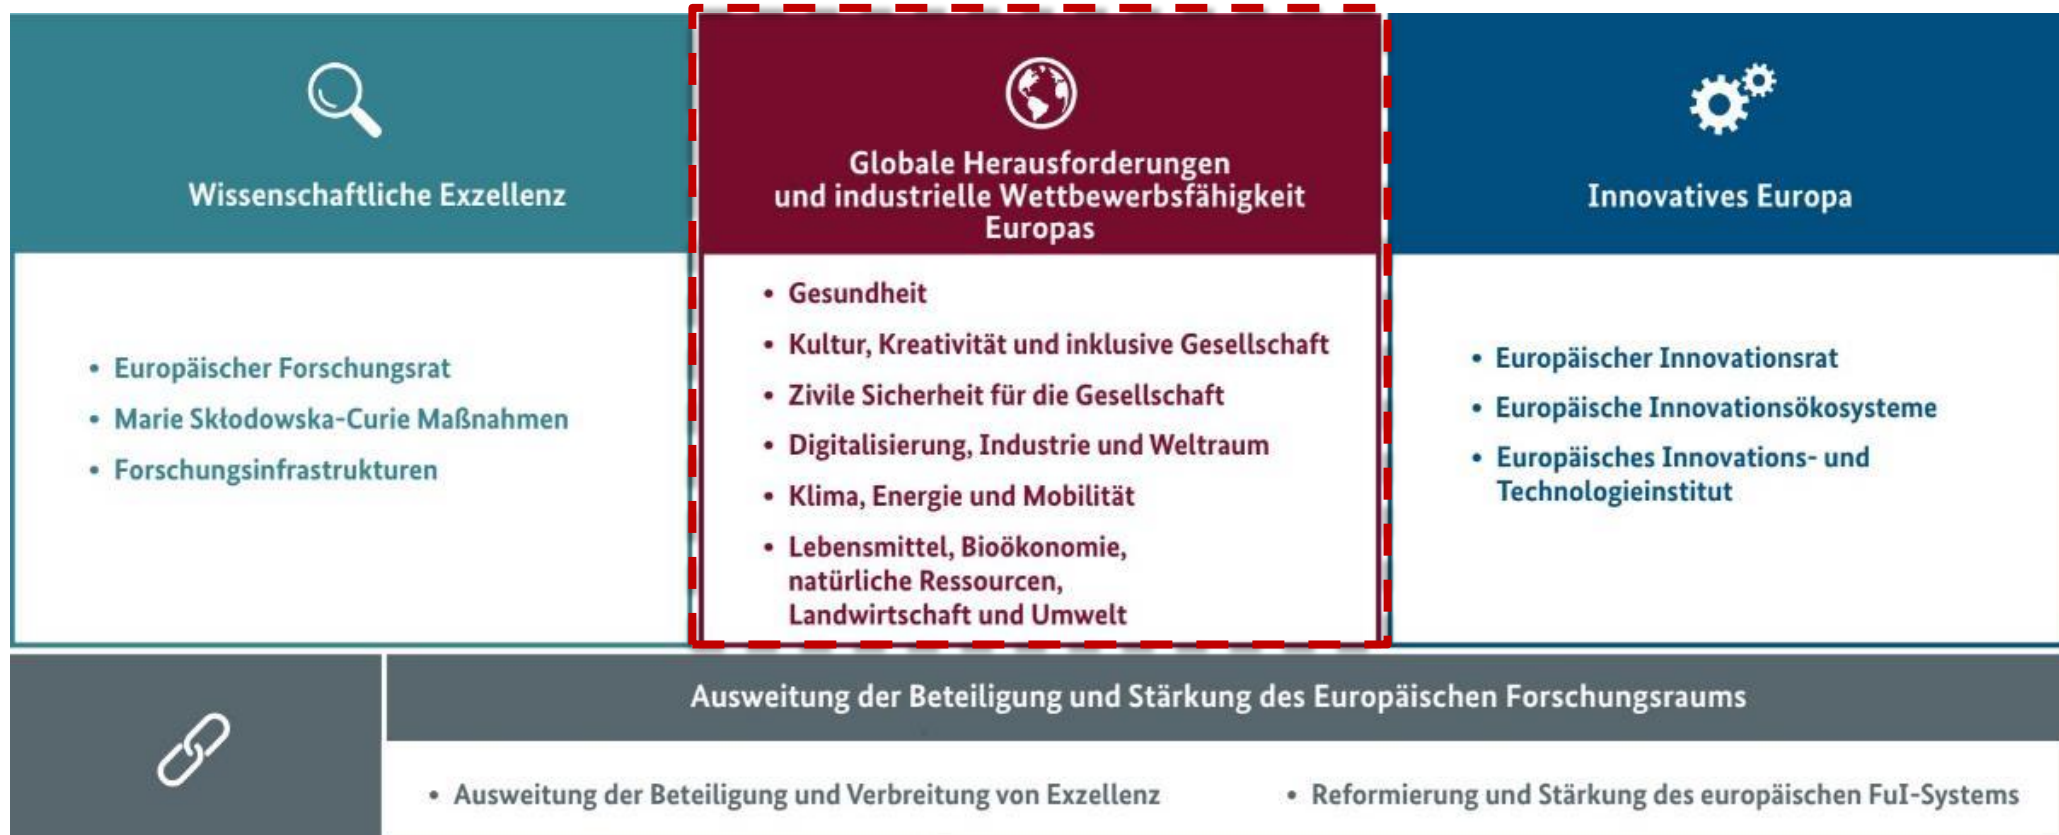 Wissenschaftliche Exzellenz
• Europäischer Forschungsrat
• Marie Skłodowska-Curie Maßnahmen
• Forschungsinfrastrukturen
Globale Herausforderungen
und industrielle Wettbewerbsfähigkeit
Europas
• Gesundheit
• Kultur, Kreativität und inklusive Gesellschaft
• Zivile Sicherheit für die Gesellschaft
• Digitalisierung, Industrie und Weltraum
• Klima, Energie und Mobilität
• Lebensmittel, Bioökonomie,
natürliche Ressourcen,
Landwirtschaft und Umwelt
Innovatives Europa
• Europäischer Innovationsrat
• Europäische Innovationsökosysteme
• Europäisches Innovations- und
Technologieinstitut
Ausweitung der Beteiligung und Stärkung des Europäischen Forschungsraums
• Ausweitung der Beteiligung und Verbreitung von Exzellenz
• Reformierung und Stärkung des europäischen FuI-Systems